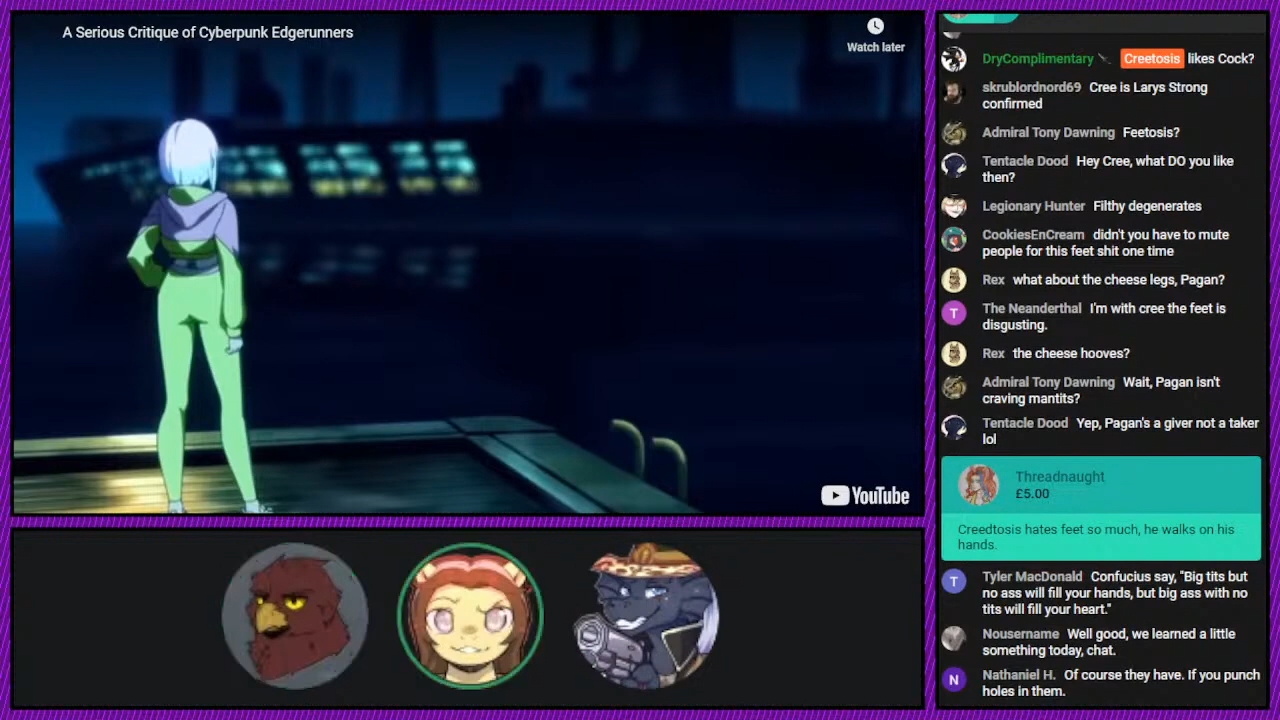 A Serious Critique of Cyberpunk Edgerunners
Watch later
YouTube
DryComplimentary Creetosis likes Cock?
skrublordnord69 Cree is Larys Strong
confirmed
Admiral Tony Dawning Feetosis?
Tentacle Dood Hey Cree, what DO you like
then?
Legionary Hunter Filthy degenerates
CookiesEnCream didn't you have to mute
people for this feet shit one time
Rex what about the cheese legs, Pagan?
T
The Neanderthal I'm with cree the feet is
disgusting.
Rex the cheese hooves?
Admiral Tony Dawning Wait, Pagan isn't
craving mantits?
Tentacle Dood Yep, Pagan's a giver not a taker
lol
Threadnaught
£5.00
Creedtosis hates feet so much, he walks on his
hands.
T
Tyler MacDonald Confucius say, "Big tits but
no ass will fill your hands, but big ass with no
tits will fill your heart."
Nousername Well good, we learned a little
something today, chat.
N
Nathaniel H. Of course they have. If you punch
holes in them.